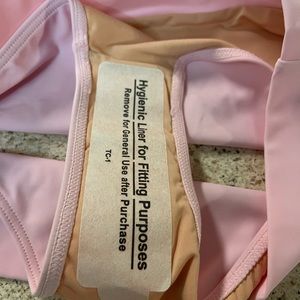 Hygienic Liner for Fitting Purposes
Remove for General Use after Purchase
TC-1